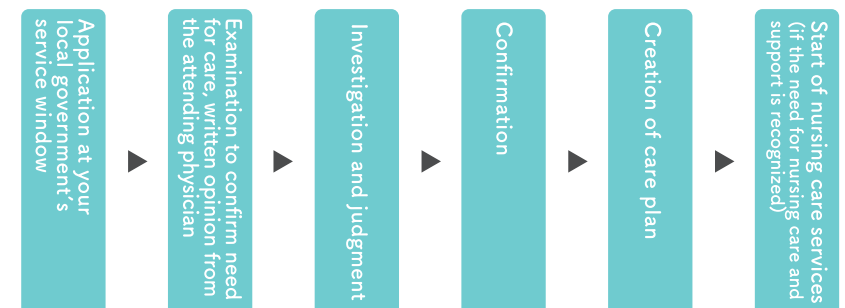 Application at your
local government's
service window
Examination to confirm need
for care, written opinion from
the attending physician
Investigation and judgment
Confirmation
Creation of care plan
Start of nursing care services
(if the need for nursing care and
support is recognized)